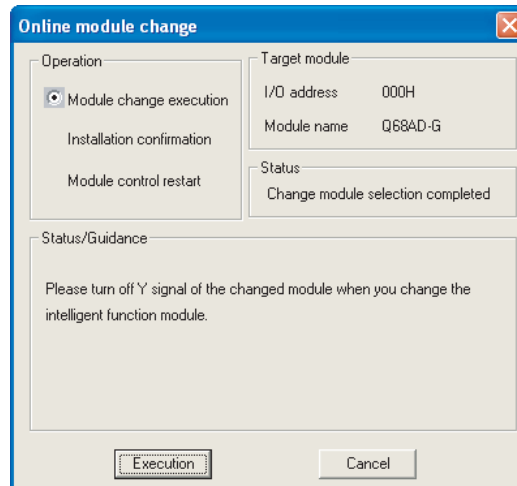 Online module change
Operation
Module change execution
Installation confirmation
Module control restart
Target module
I/O address 000H
Module name Q68AD-G
Status
Change module selection completed
Status/Guidance
Please turn off Y signal of the changed module when you change the
intelligent function module.
Execution Cancel